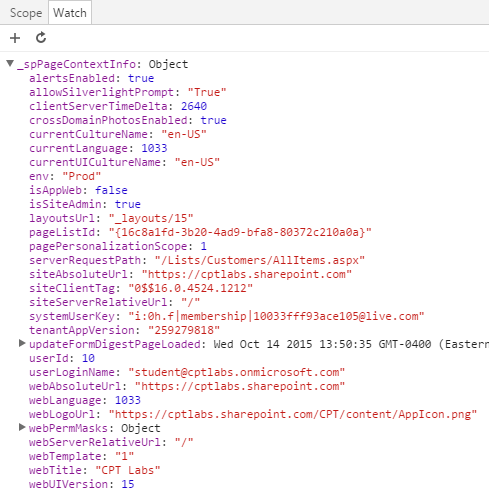 Scope Watch
_spPageContextInfo: Object
alertsEnabled: true
allowSilverlightPrompt: "True"
clientServerTimeDelta: 2640
crossDomainPhotosEnabled: true
currentCultureName: "en-US"
currentLanguage: 1033
currentUICultureName: "en-US"
env: "Prod"
isAppWeb: false
isSiteAdmin: true
layoutsUrl: "_layouts/15"
pageListId: "{16c8a1fd-3b20-4ad9-bfa8-80372c210a0a}"
pagePersonalizationScope: 1
serverRequestPath: "/Lists/Customers/AllItems.aspx"
siteAbsoluteUrl: "https://cptlabs.sharepoint.com"
siteClientTag: "0$$16.0.4524.1212"
siteServerRelativeUrl: "/"
systemUserKey: "i:0h.f|membership|10033fff93ace105@live.com"
tenantAppVersion: "259279818"
updateFormDigestPageLoaded: Wed Oct 14 2015 13:50:35 GMT-0400 (Eastern
userId: 10
userLoginName: "student@cptlabs.onmicrosoft.com"
webAbsoluteUrl: "https://cptlabs.sharepoint.com"
webLanguage: 1033
webLogoUrl: "https://cptlabs.sharepoint.com/CPT/content/AppIcon.png"
webPermMasks: Object
webServerRelativeUrl: "/"
webTemplate: "1"
webTitle: "CPT Labs"
webUIVersion: 15